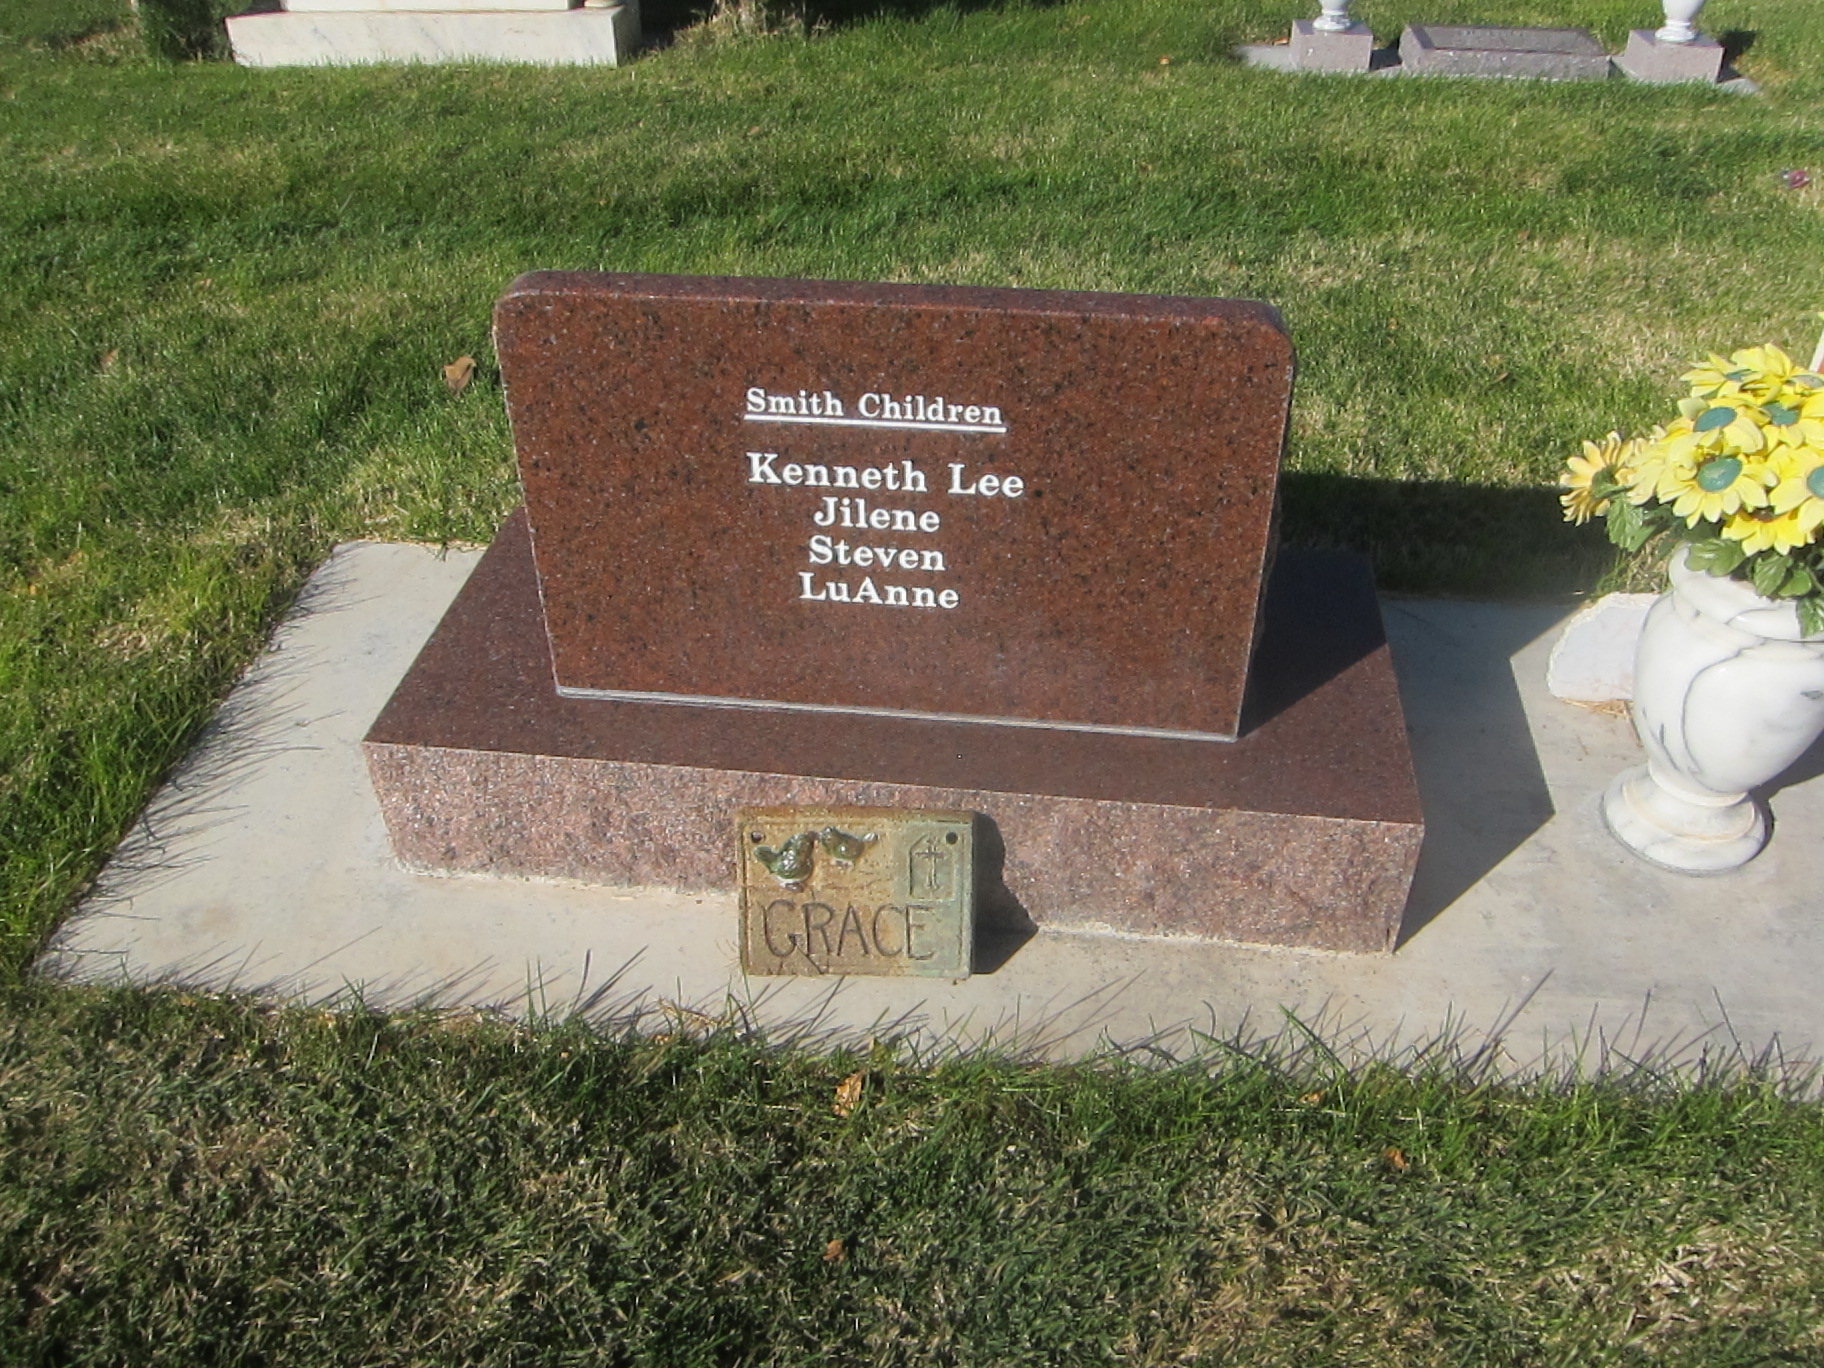 Smith Children
Kenneth Lee
Jilene
Steven
LuAnne
GRACE